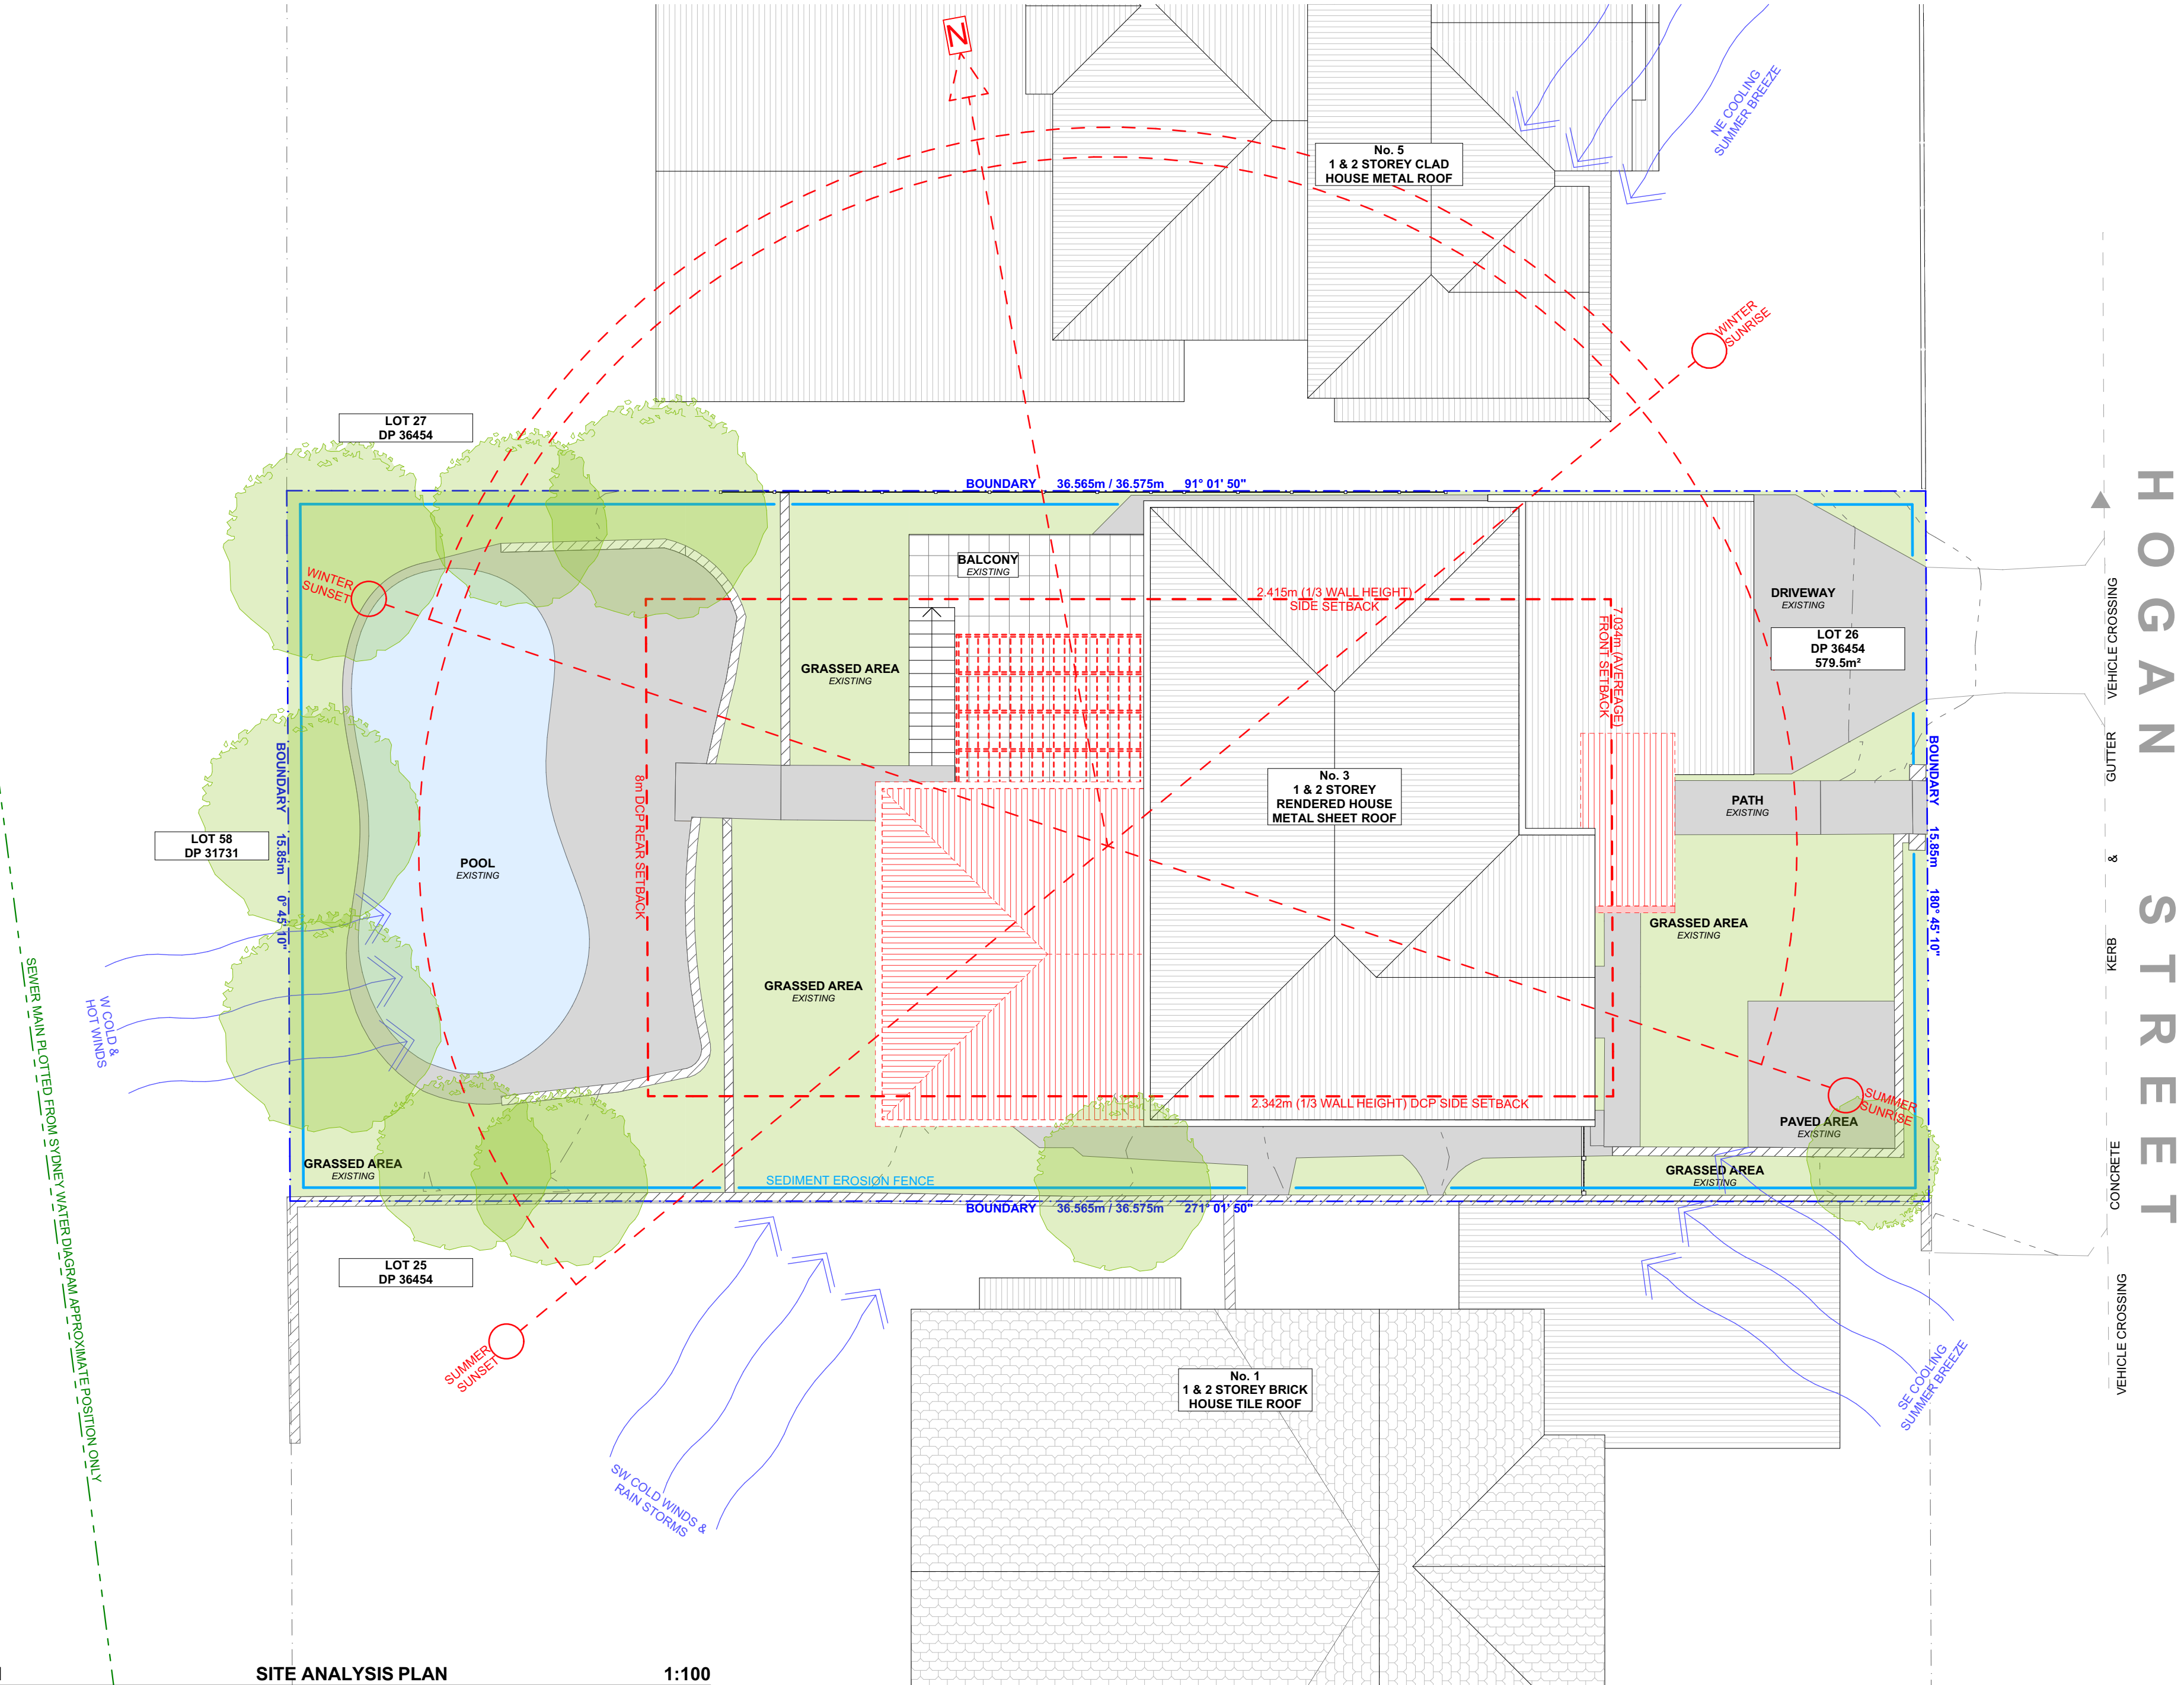 N
NE COOLING
SUMMER BREEZE
No. 5
1 & 2 STOREY CLAD
HOUSE METAL ROOF
WINTER
SUNRISE
LOT 27
DP 36454
BOUNDARY 36.565m / 36.575m 91° 01' 50"
HOGAN STREET
BALCONY
EXISTING
WINTER
SUNSET
2.415m (1/3 WALL HEIGHT)
SIDE SETBACK
7.034m (AVEREAGE)
FRONT SETBACK
DRIVEWAY
EXISTING
LOT 26
DP 36454
579.5m²
VEHICLE CROSSING
GRASSED AREA
EXISTING
BOUNDARY 15.85m 0° 45' 10"
8m DCP REAR SETBACK
No. 3
1 & 2 STOREY
RENDERED HOUSE
METAL SHEET ROOF
PATH
EXISTING
BOUNDARY 15.85m 180° 45' 10"
CONCRETE KERB & GUTTER
LOT 58
DP 31731
POOL
EXISTING
GRASSED AREA
EXISTING
GRASSED AREA
EXISTING
W COLD &
HOT WINDS
SEWER MAIN PLOTTED FROM SYDNEY WATER DIAGRAM APPROXIMATE POSITION ONLY
2.342m (1/3 WALL HEIGHT) DCP SIDE SETBACK
SUMMER
SUNRISE
PAVED AREA
EXISTING
GRASSED AREA
EXISTING
SEDIMENT EROSION FENCE
GRASSED AREA
EXISTING
BOUNDARY 36.565m / 36.575m 271° 01' 50"
LOT 25
DP 36454
VEHICLE CROSSING
SUMMER
SUNSET
No. 1
1 & 2 STOREY BRICK
HOUSE TILE ROOF
SE COOLING
SUMMER BREEZE
SW COLD WINDS &
RAIN STORMS
SITE ANALYSIS PLAN 1:100